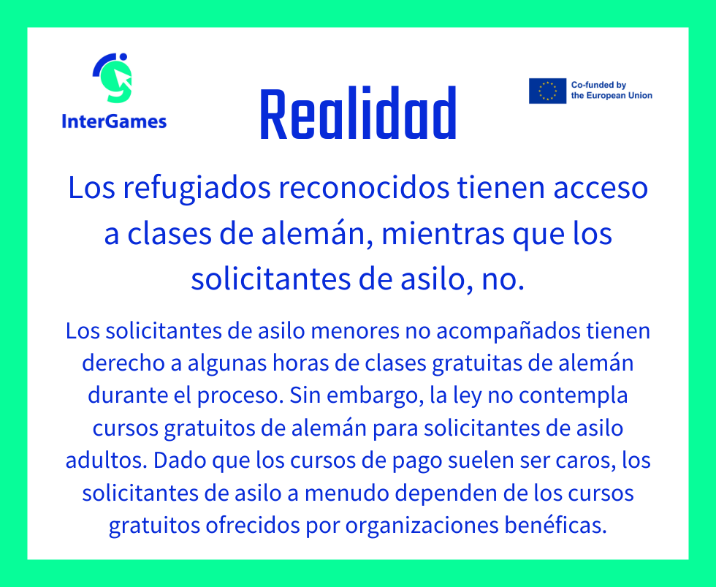 InterGames
Realidad
Co-funded by
the European Union
Los refugiados reconocidos tienen acceso
a clases de alemán, mientras que los
solicitantes de asilo, no.
Los solicitantes de asilo menores no acompañados tienen
derecho a algunas horas de clases gratuitas de alemán
durante el proceso. Sin embargo, la ley no contempla
cursos gratuitos de alemán para solicitantes de asilo
adultos. Dado que los cursos de pago suelen ser caros, los
solicitantes de asilo a menudo dependen de los cursos
gratuitos ofrecidos por organizaciones benéficas.